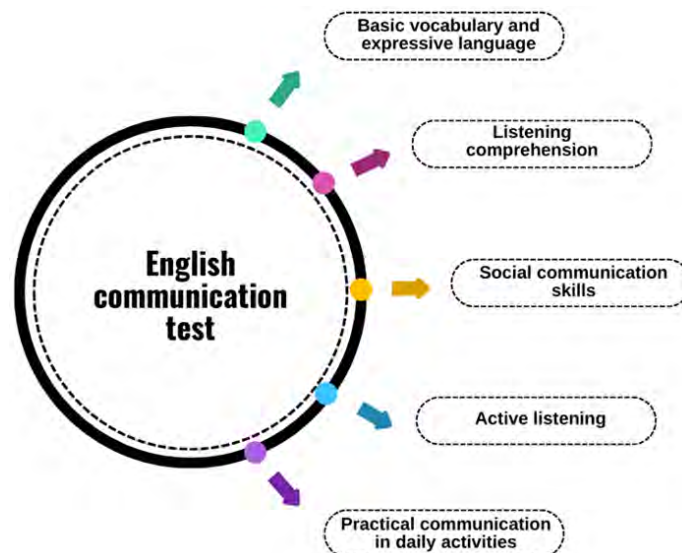 Basic vocabulary and
expressive language
Listening
comprehension
English
communication
test
Social communication
skills
Active listening
Practical communication
in daily activities